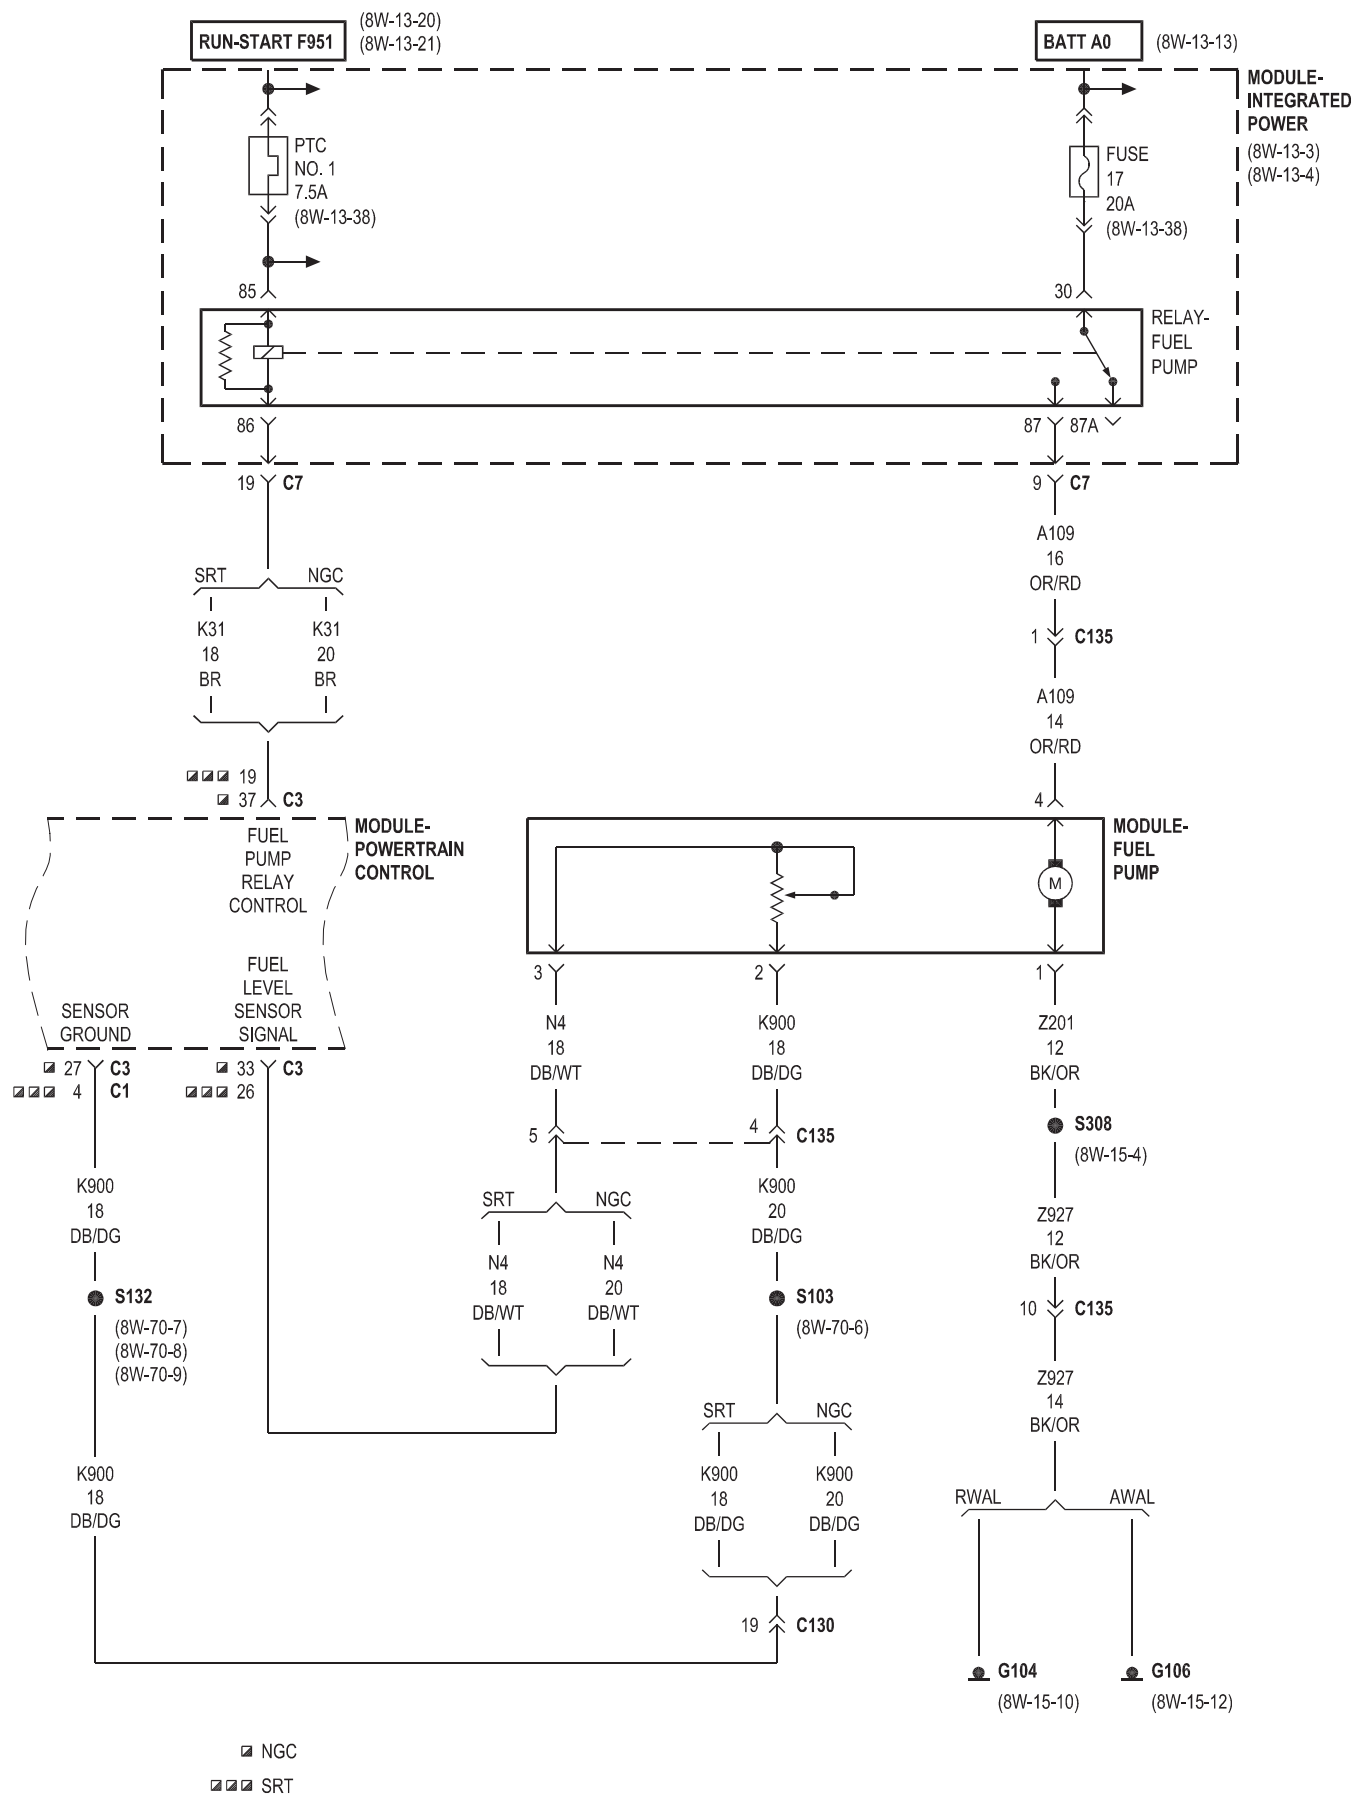 RUN-START F951
(8W-13-20)
(8W-13-21)
BATT A0
(8W-13-13)
MODULE-
INTEGRATED
POWER
(8W-13-3)
(8W-13-4)
PTC
NO. 1
7.5A
(8W-13-38)
FUSE
17
20A
(8W-13-38)
85
30
RELAY-
FUEL
PUMP
86
87
87A
19
C7
9
C7
A109
16
OR/RD
SRT
NGC
K31
18
BR
K31
20
BR
1
C135
A109
14
OR/RD
19
37
C3
4
MODULE-
POWERTRAIN
CONTROL
FUEL
PUMP
RELAY
CONTROL
FUEL
LEVEL
SENSOR
SIGNAL
SENSOR
GROUND
MODULE-
FUEL
PUMP
M
3
2
1
27
C3
4
C1
33
C3
26
N4
18
DB/WT
K900
18
DB/DG
Z201
12
BK/OR
5
4
C135
S308
(8W-15-4)
K900
18
DB/DG
SRT
NGC
N4
18
DB/WT
N4
20
DB/WT
K900
20
DB/DG
Z927
12
BK/OR
S132
(8W-70-7)
(8W-70-8)
(8W-70-9)
S103
(8W-70-6)
10
C135
Z927
14
BK/OR
SRT
NGC
K900
18
DB/DG
K900
20
DB/DG
K900
18
DB/DG
RWAL
AWAL
19
C130
G104
(8W-15-10)
G106
(8W-15-12)
NGC
SRT